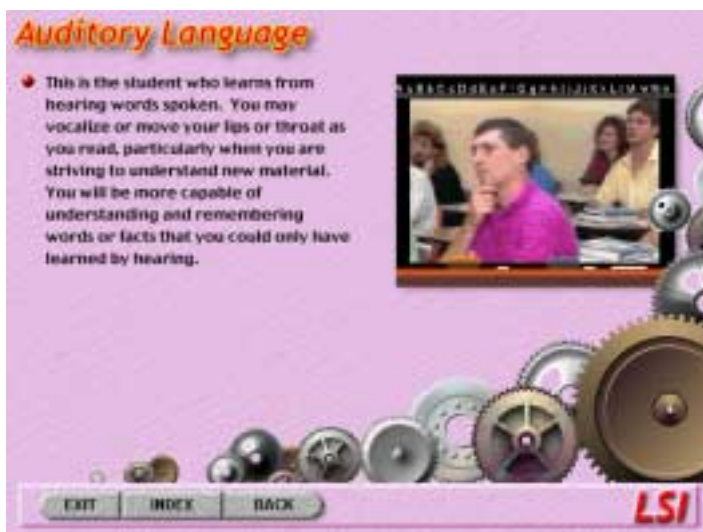 Auditory Language
This is the student who learns from
hearing words spoken. You may
vocalize or move your lips or throat as
you read, particularly when you are
striving to understand new material.
You will be more capable of
understanding and remembering
words or facts that you could only have
learned by hearing.
EXIT INDEX BACK
LSI